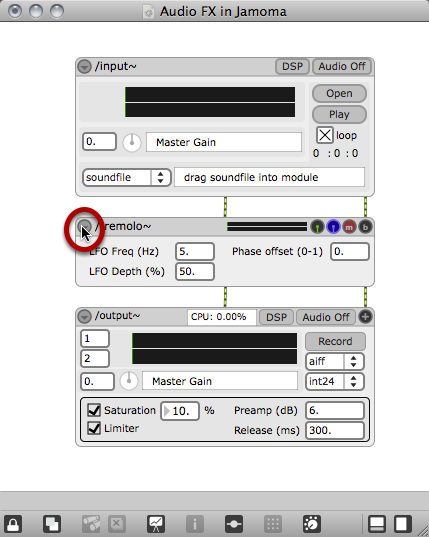 Audio FX in Jamoma
/input~ DSP Audio Off
Open
Play
loop
0. Master Gain
0 : 0 : 0
soundfile drag soundfile into module
remolo~ m b
LFO Freq (Hz) 5. Phase offset (0-1) 0.
LFO Depth (%) 50.
/output~ CPU: 0.00% DSP Audio Off +
1
2
Record
aiff
0. Master Gain int24
Saturation 10. % Preamp (dB) 6.
Limiter Release (ms) 300.
i